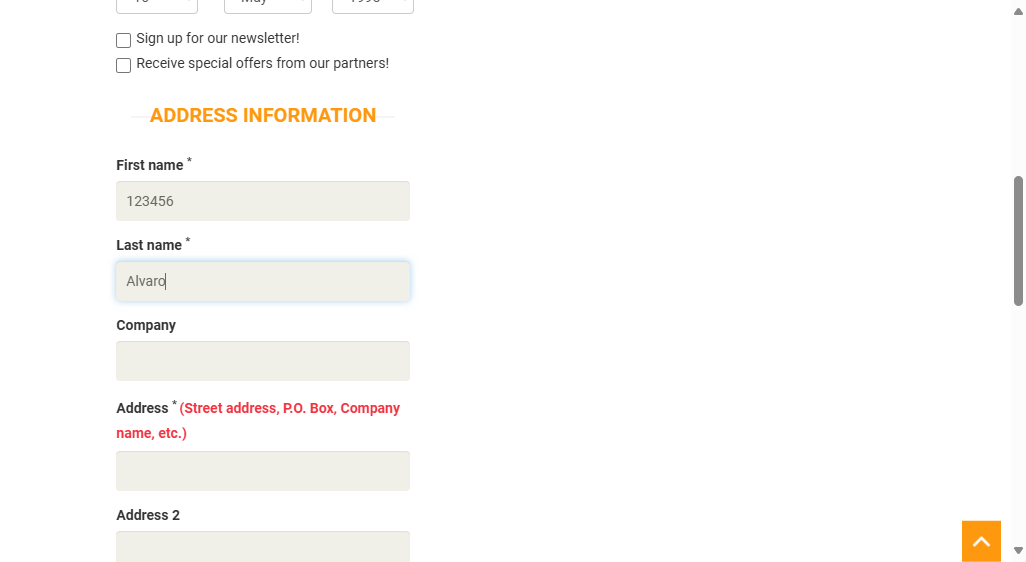 Sign up for our newsletter!
Receive special offers from our partners!
ADDRESS INFORMATION
First name *
123456
Last name *
Alvaro
Company
Address * (Street address, P.O. Box, Company
name, etc.)
Address 2